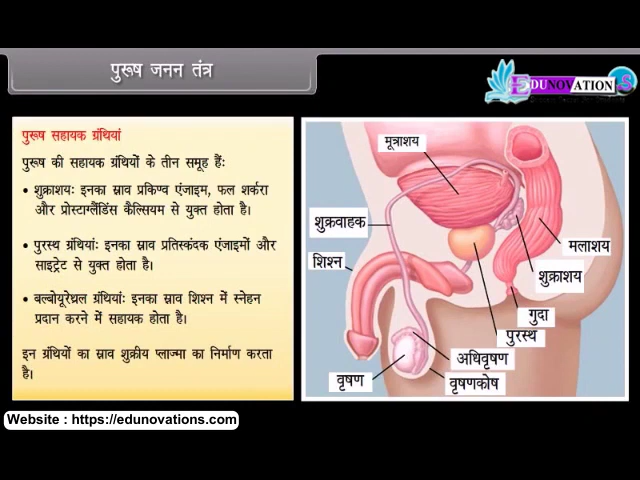 पुरूष जनन तंत्र
EDUNOVATIONS
पुरूष सहायक ग्रंथियां
पुरूष की सहायक ग्रंथियों के तीन समूह हैं:
• शुक्राशय: इनका स्राव प्रकिण्व एंजाइम, फल शर्करा
और प्रोस्टाग्लैंडिंस कैल्सियम से युक्त होता है।
• पुरस्थ ग्रंथियां: इनका स्राव प्रतिस्कंदक एंजाइमों और
साइट्रेट से युक्त होता है।
• बल्बोयूरेथ्रल ग्रंथियां: इनका स्राव शिश्न में स्नेहन
प्रदान करने में सहायक होता है।
इन ग्रंथियों का स्राव शुक्रीय प्लाज्मा का निर्माण करता
है।
मूत्राशय
शुक्रवाहक
शिश्न
मलाशय
शुक्राशय
गुदा
पुरस्थ
अधिवृषण
वृषण
वृषणकोष
Website : https://edunovations.com